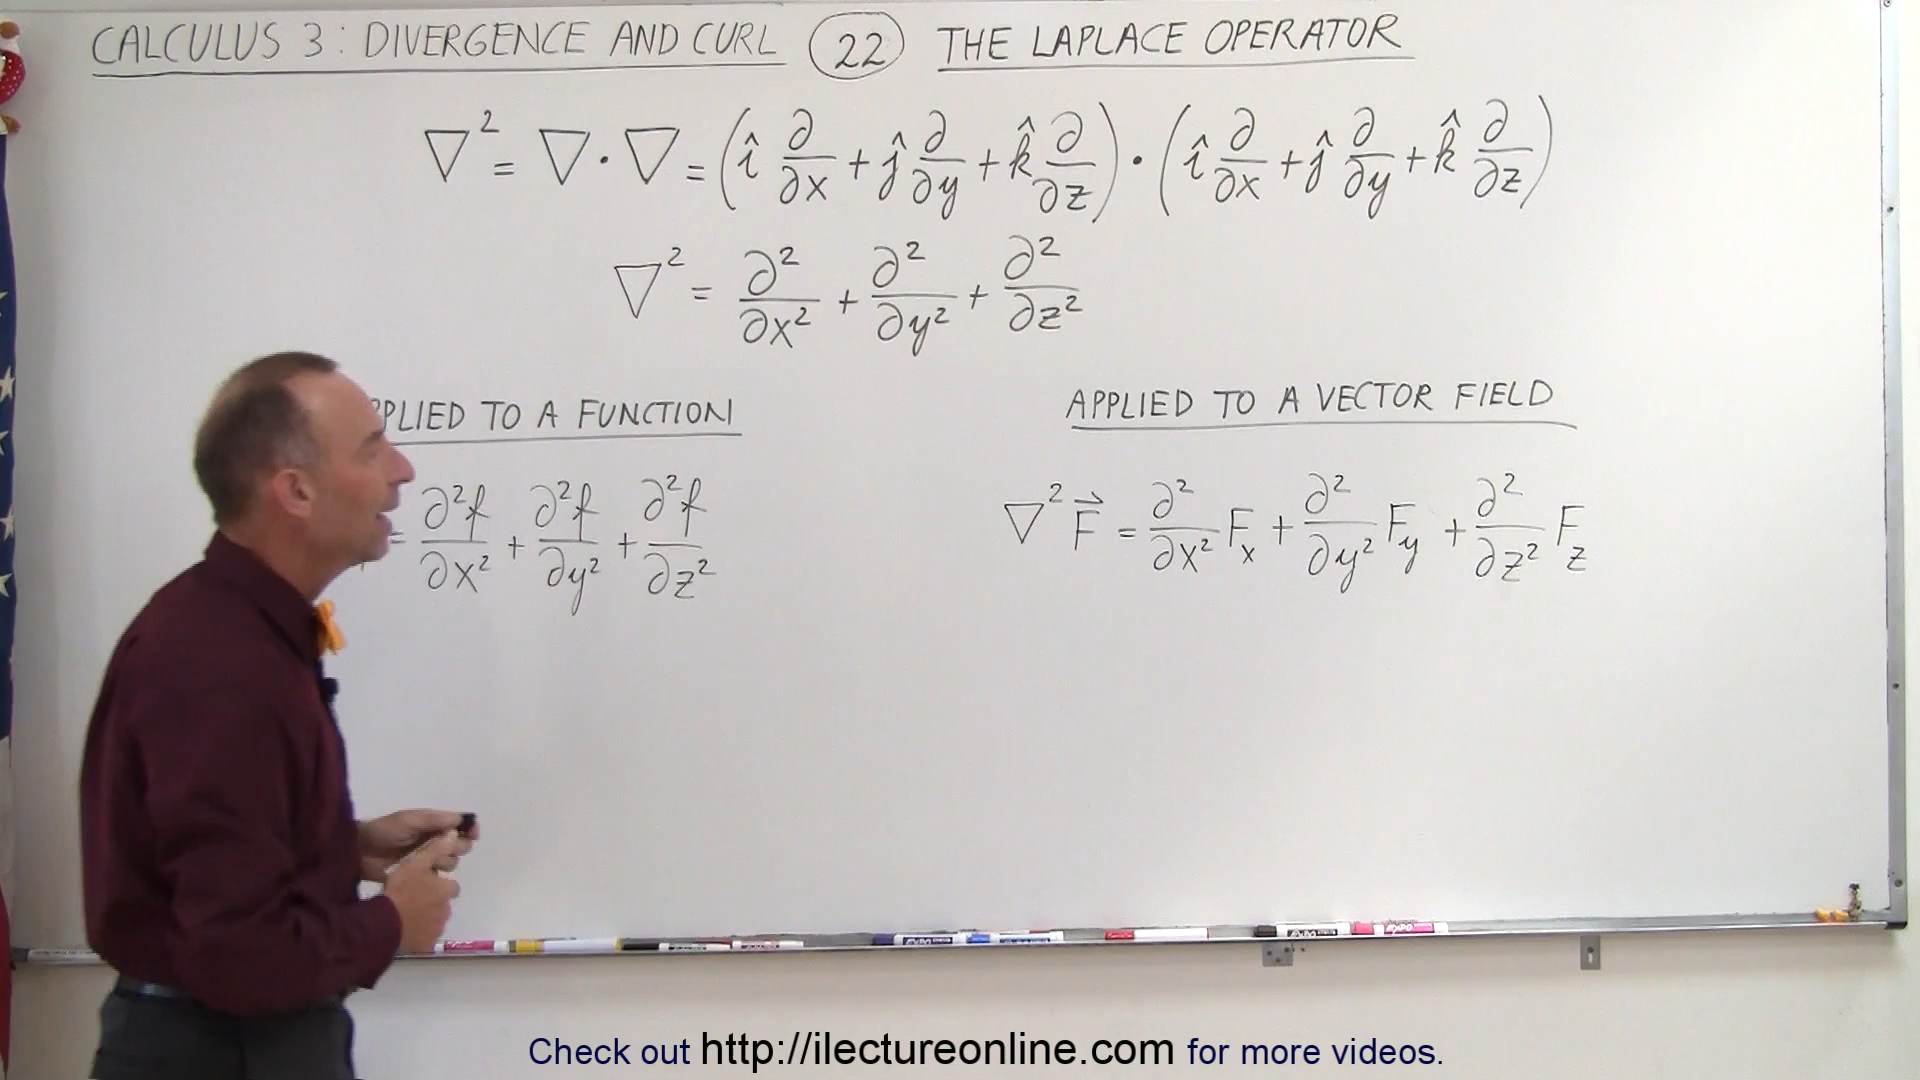 CALCULUS 3: DIVERGENCE AND CURL 22 THE LAPLACE OPERATOR
∇² = ∇ · ∇ = (î ∂/∂x + ĵ ∂/∂y + k̂ ∂/∂z) · (î ∂/∂x + ĵ ∂/∂y + k̂ ∂/∂z)
∇² = ∂²/∂x² + ∂²/∂y² + ∂²/∂z²
PPLIED TO A FUNCTION
= ∂²f/∂x² + ∂²f/∂y² + ∂²f/∂z²
APPLIED TO A VECTOR FIELD
∇² F⃗ = ∂²/∂x² Fx + ∂²/∂y² Fy + ∂²/∂z² Fz
Check out http://ilectureonline.com for more videos.